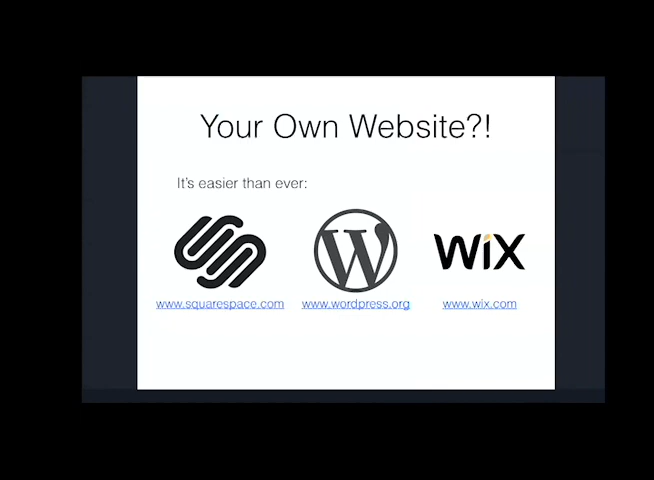 Your Own Website?!
It's easier than ever:
W WiX
www.squarespace.com www.wordpress.org www.wix.com